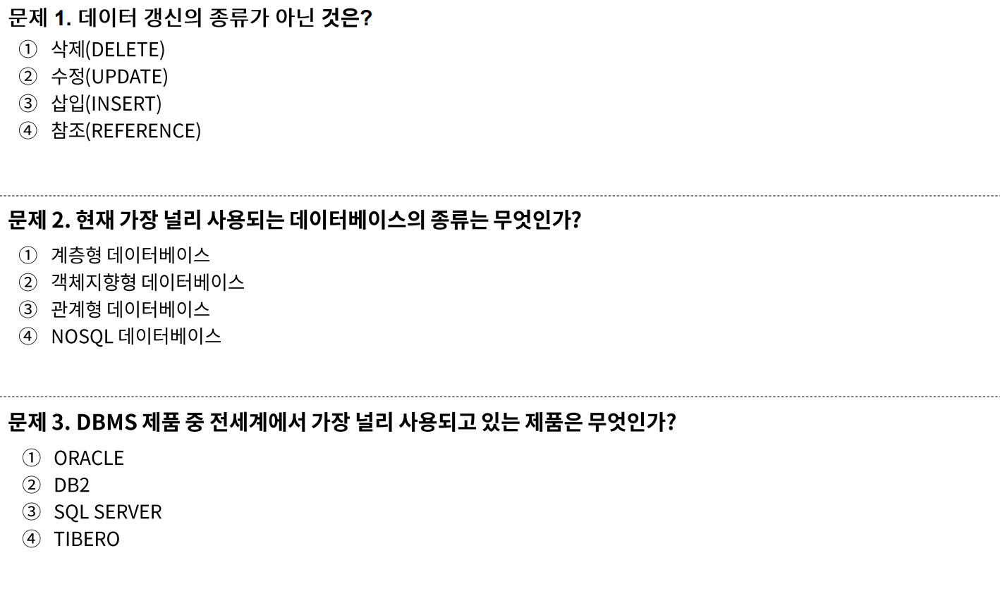 문제 1. 데이터 갱신의 종류가 아닌 것은?
① 삭제(DELETE)
② 수정(UPDATE)
③ 삽입(INSERT)
④ 참조(REFERENCE)
문제 2. 현재 가장 널리 사용되는 데이터베이스의 종류는 무엇인가?
① 계층형 데이터베이스
② 객체지향형 데이터베이스
③ 관계형 데이터베이스
④ NOSQL 데이터베이스
문제 3. DBMS 제품 중 전세계에서 가장 널리 사용되고 있는 제품은 무엇인가?
① ORACLE
② DB2
③ SQL SERVER
④ TIBERO